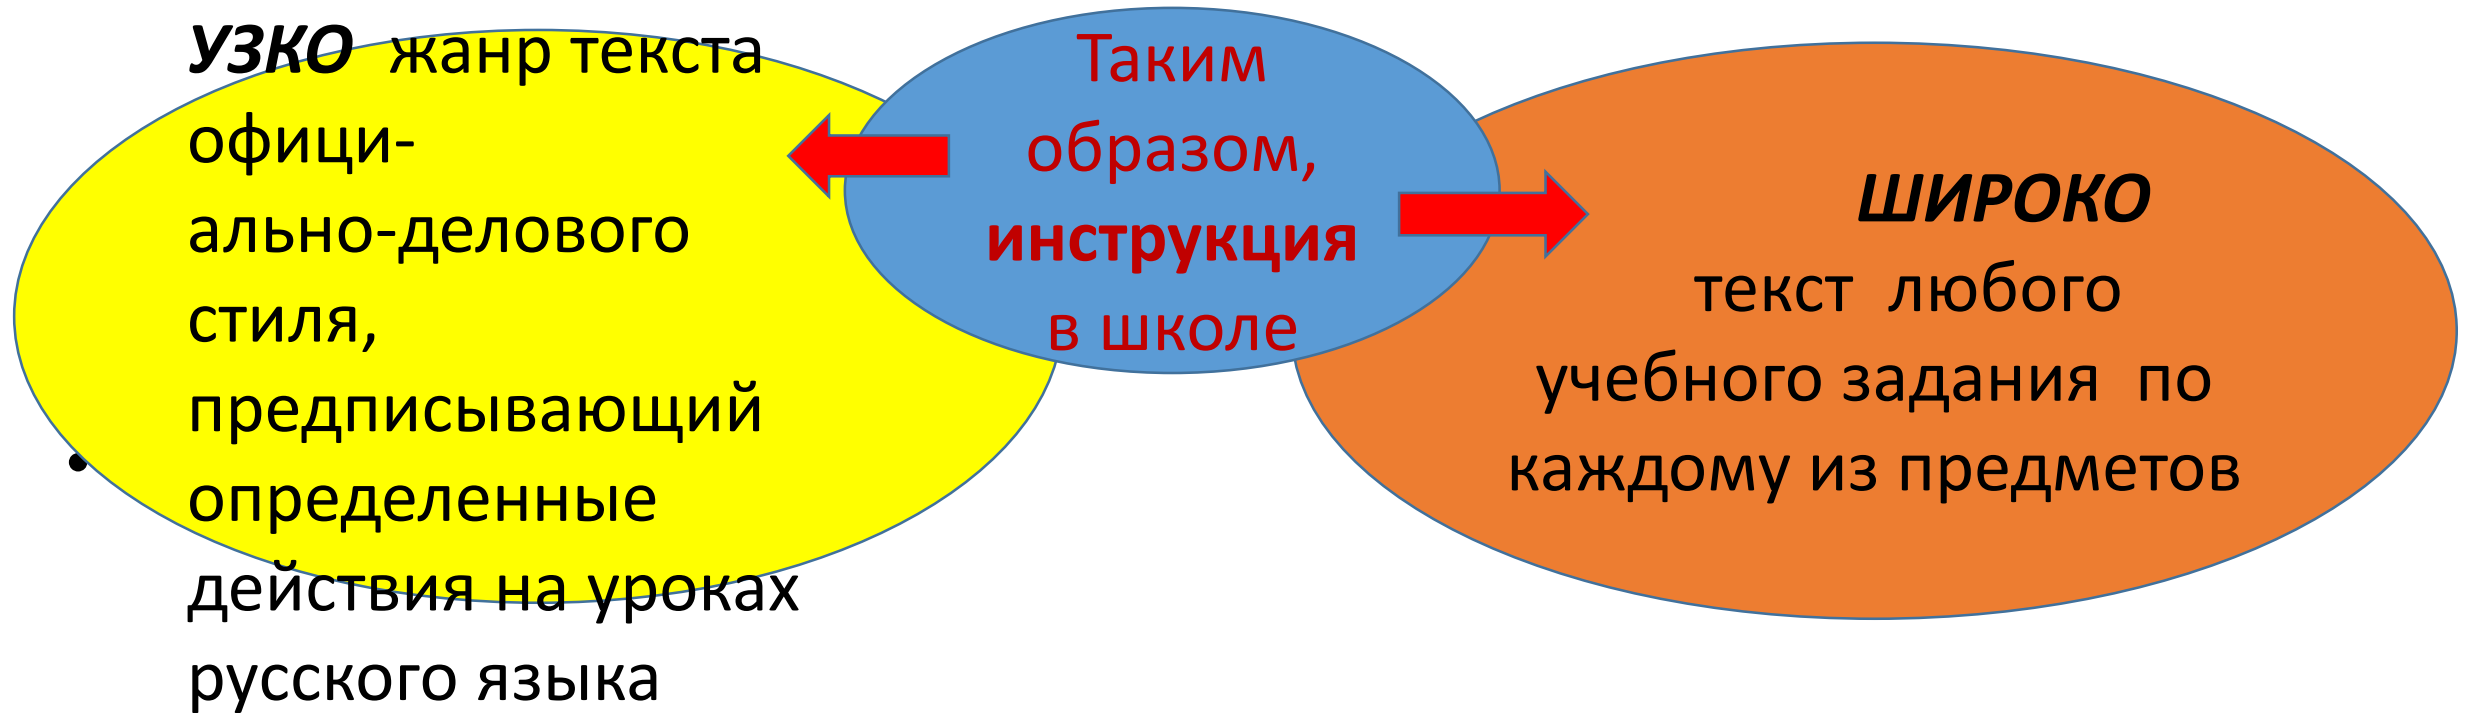 УЗКО жанр текста
офици-
ально-делового
стиля,
предписывающий
определенные
действия на уроках
русского языка
Таким
образом,
инструкция
в школе
ШИРОКО
текст любого
учебного задания по
каждому из предметов